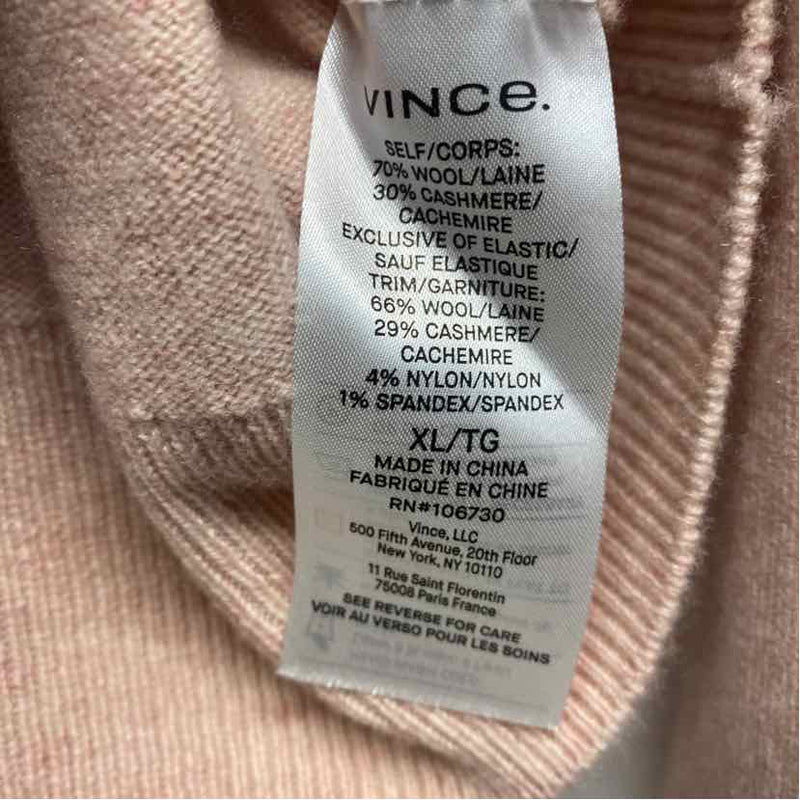 VINCe.
SELF/CORPS:
70% WOOL/LAINE
30% CASHMERE/
CACHEMIRE
EXCLUSIVE OF ELASTIC/
SAUF ELASTIQUE
TRIM/GARNITURE:
66% WOOL/LAINE
29% CASHMERE/
CACHEMIRE
4% NYLON/NYLON
1% SPANDEX/SPANDEX
XL/TG
MADE IN CHINA
FABRIQUÉ EN CHINE
RN#106730
Vince, LLC
500 Fifth Avenue, 20th Floor
New York, NY 10110
11 Rue Saint Florentin
75008 Paris France
SEE REVERSE FOR CARE
VOIR AU VERSO POUR LES SOINS